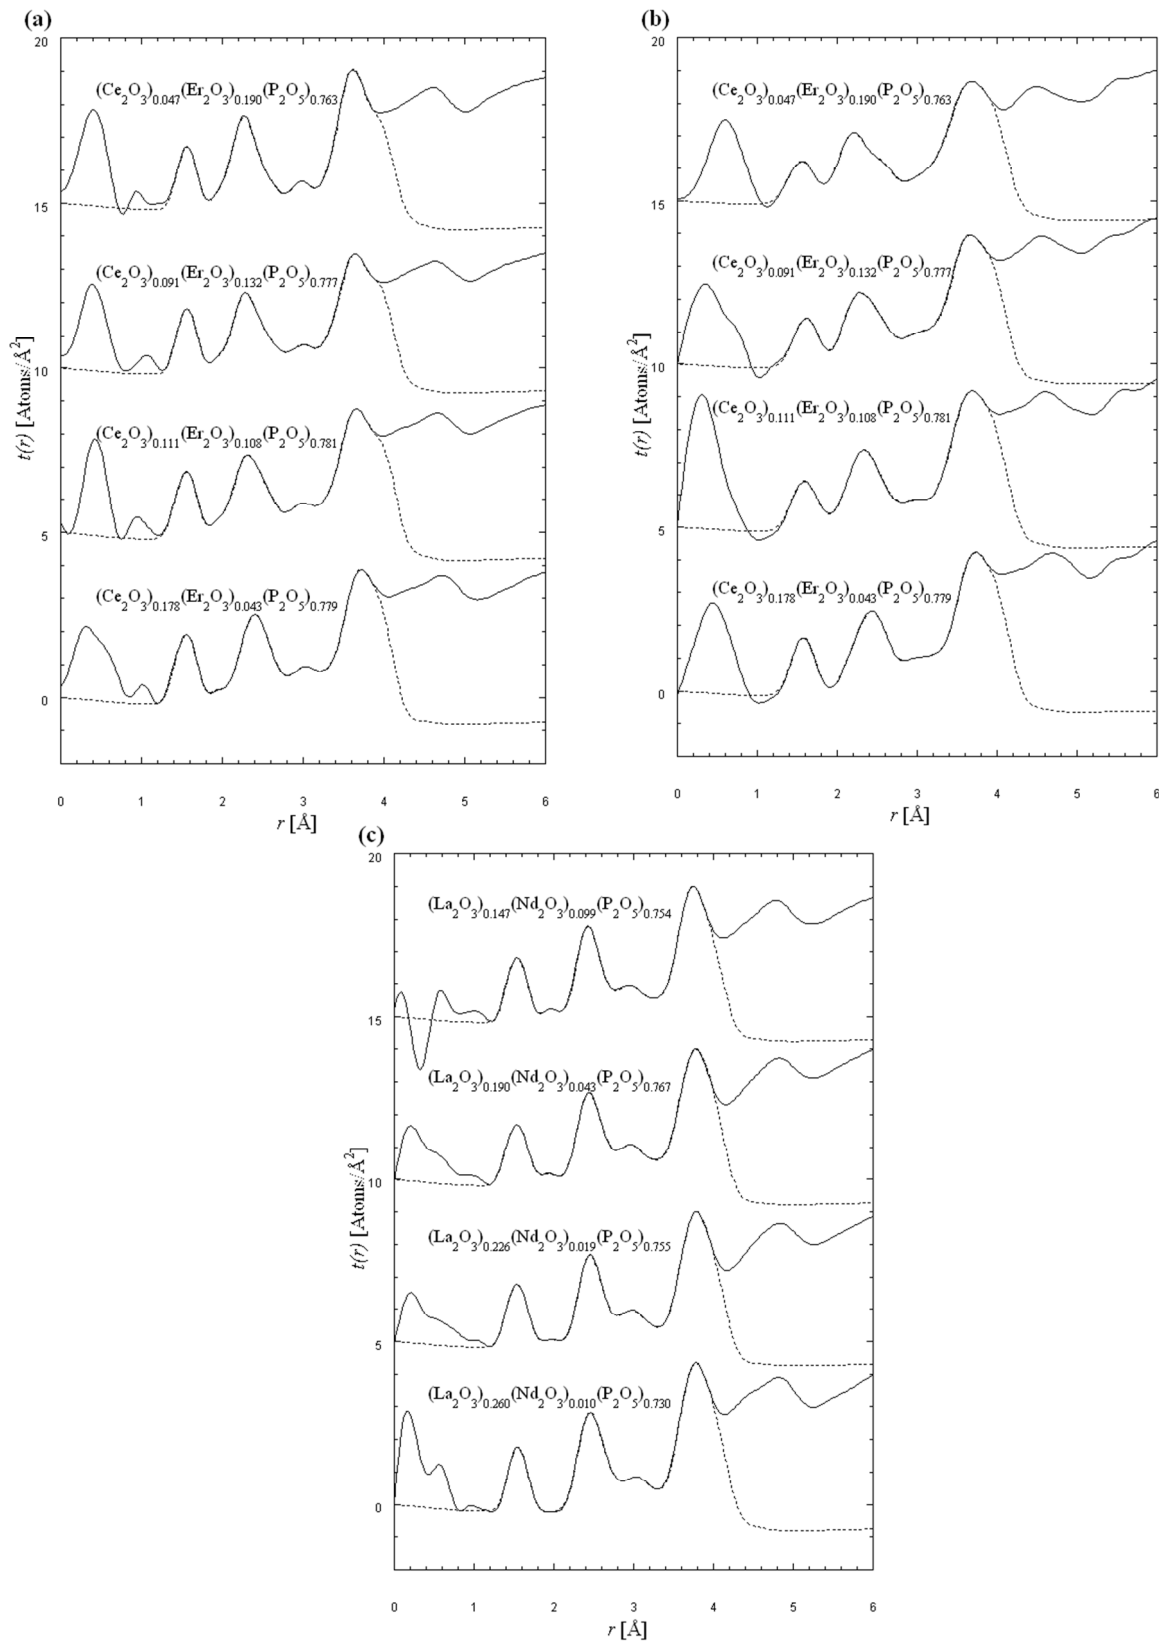 (a)
20
(Ce2O3)0.047(Er2O3)0.190(P2O5)0.763
15
(Ce2O3)0.091(Er2O3)0.132(P2O5)0.777
10
(Ce2O3)0.111(Er2O3)0.108(P2O5)0.781
5
(Ce2O3)0.178(Er2O3)0.043(P2O5)0.779
0
t(r) [Atoms/Å2]
0 1 2 3 4 5 6
r [Å]
(b)
20
(Ce2O3)0.047(Er2O3)0.190(P2O5)0.763
15
(Ce2O3)0.091(Er2O3)0.132(P2O5)0.777
10
(Ce2O3)0.111(Er2O3)0.108(P2O5)0.781
5
(Ce2O3)0.178(Er2O3)0.043(P2O5)0.779
0
t(r) [Atoms/Å2]
0 1 2 3 4 5 6
r [Å]
(c)
20
(La2O3)0.147(Nd2O3)0.099(P2O5)0.754
15
(La2O3)0.190(Nd2O3)0.043(P2O5)0.767
10
(La2O3)0.226(Nd2O3)0.019(P2O5)0.755
5
(La2O3)0.260(Nd2O3)0.010(P2O5)0.730
0
t(r) [Atoms/Å2]
0 1 2 3 4 5 6
r [Å]